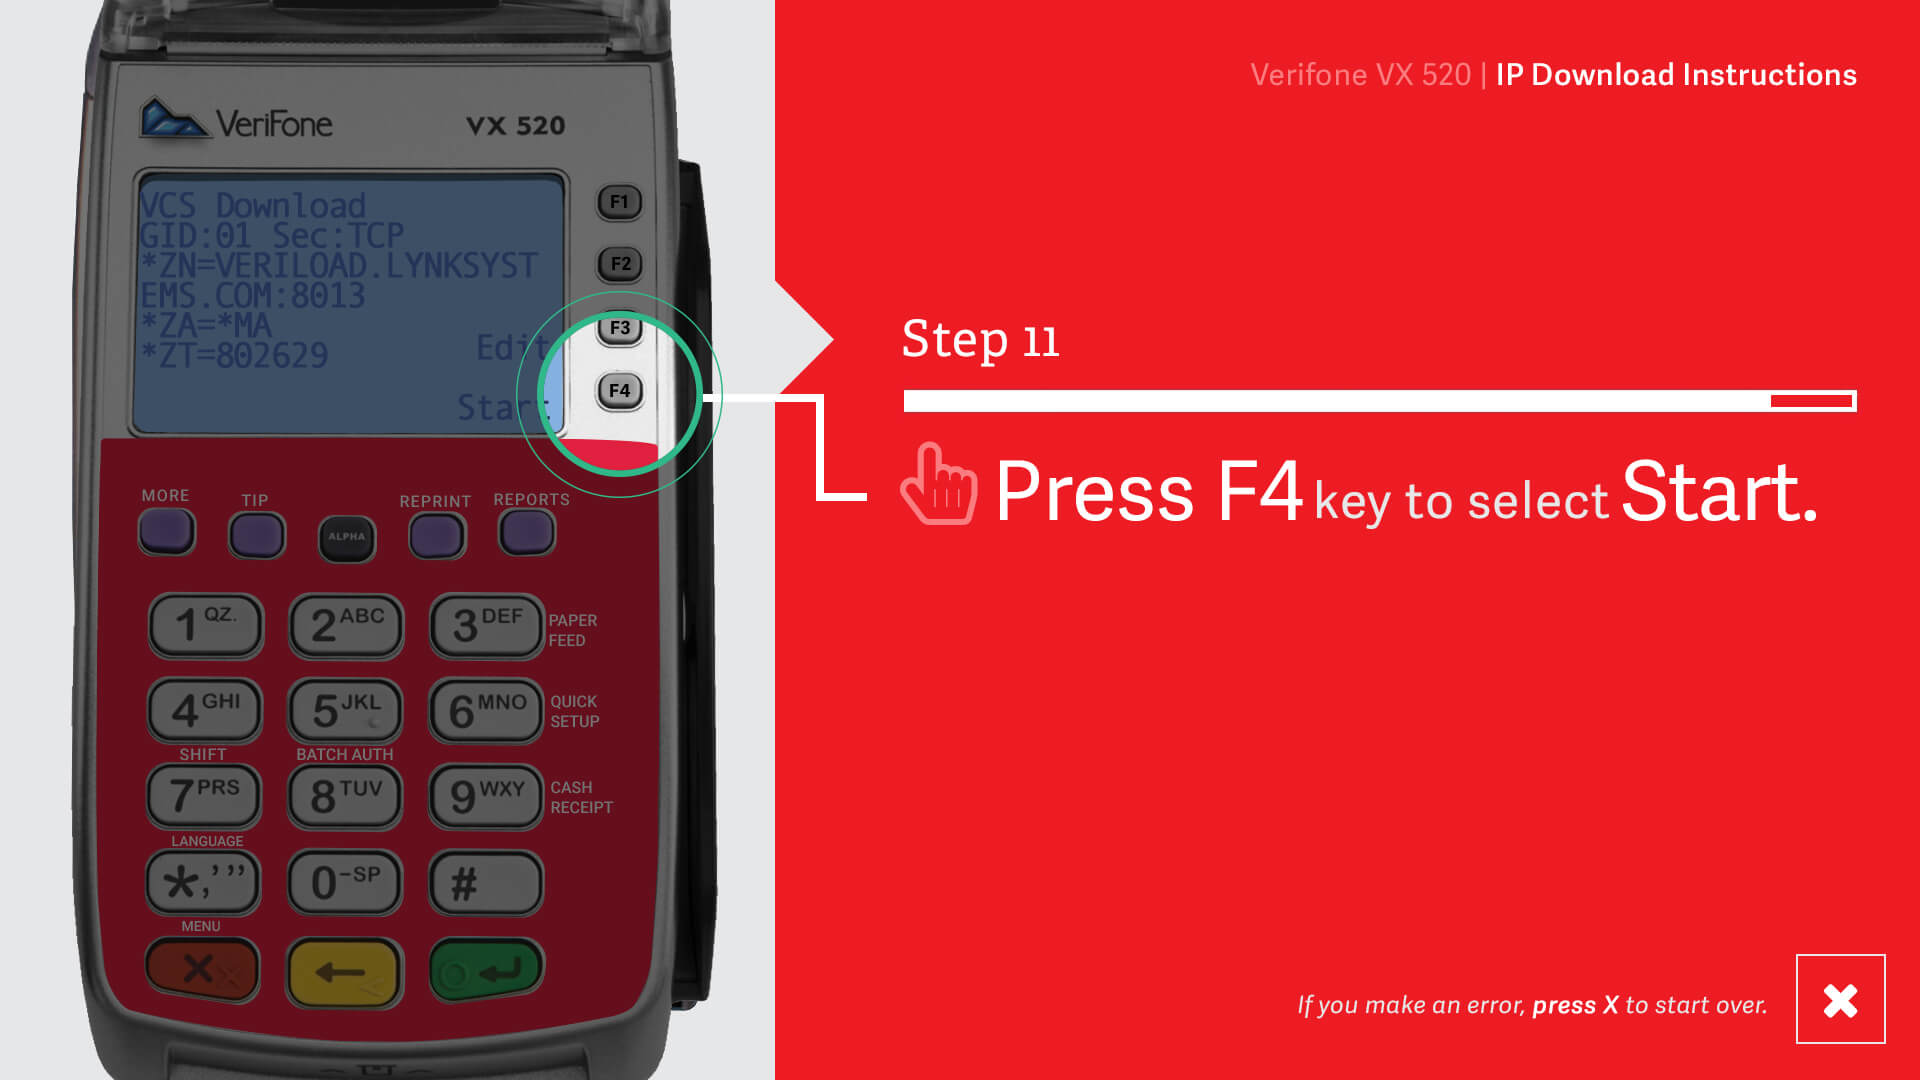 VeriFone
VX 520
VCS Download
GID:01 Sec:TCP
*ZN=VERILOAD.LYNKSYST
EMS.COM:8013
*ZA=*MA
*ZT=802629
Edit
Start
F1
F2
F3
F4
MORE
TIP
ALPHA
REPRINT
REPORTS
1 QZ.
2 ABC
3 DEF
PAPER
FEED
4 GHI
5 JKL
6 MNO
QUICK
SETUP
SHIFT
BATCH AUTH
7 PRS
8 TUV
9 WXY
CASH
RECEIPT
LANGUAGE
*,'"
0 -SP
#
MENU
Verifone VX 520 | IP Download Instructions
Step 11
Press F4 key to select Start.
If you make an error, press X to start over.